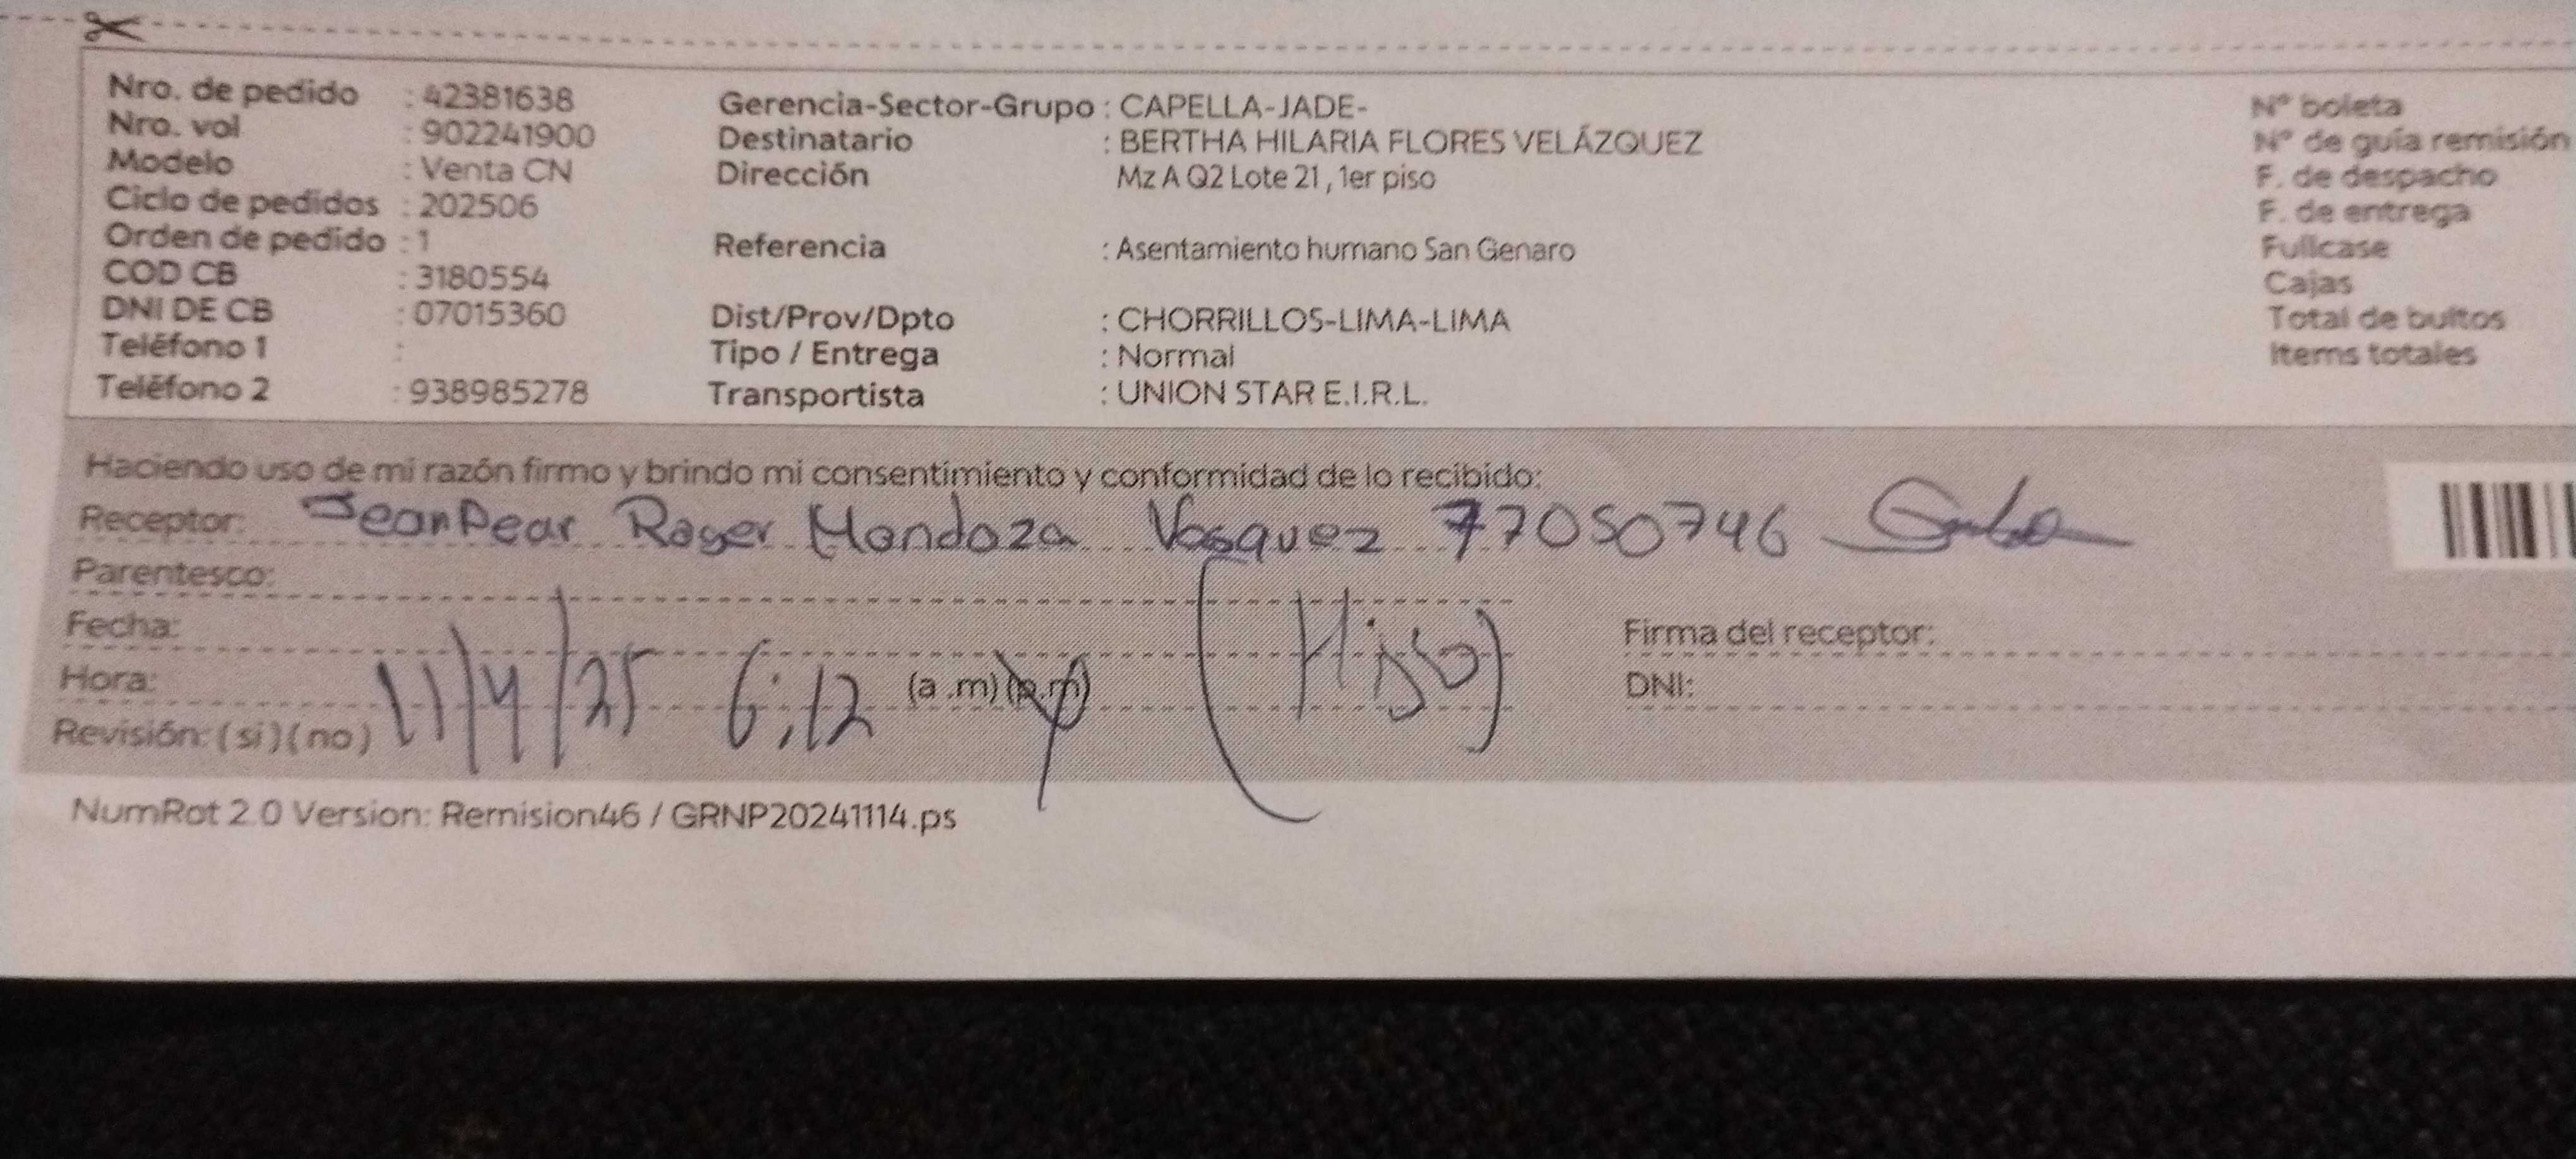 Nro. de pedido : 42381638
Nro. vol : 902241900
Modelo : Venta CN
Ciclo de pedidos : 202506
Orden de pedido : 1
COD CB : 3180554
DNI DE CB : 07015360
Teléfono 1 :
Teléfono 2 : 938985278
Gerencia-Sector-Grupo : CAPELLA-JADE-
Destinatario : BERTHA HILARIA FLORES VELÁZQUEZ
Dirección Mz A Q2 Lote 21 , 1er piso
Referencia : Asentamiento humano San Genaro
Dist/Prov/Dpto : CHORRILLOS-LIMA-LIMA
Tipo / Entrega : Normal
Transportista : UNION STAR E.I.R.L.
N° boleta
N° de guía remisión
F. de despacho
F. de entrega
Fullcase
Cajas
Total de bultos
Items totales
Haciendo uso de mi razón firmo y brindo mi consentimiento y conformidad de lo recibido:
Receptor: JeanPear Roger Mendoza Vasquez 77050746
Parentesco:
Fecha:
Hora: 11/4/25 6:12 (a .m) (p.m) (Hijo)
Revisión: ( si ) ( no )
Firma del receptor:
DNI:
NumRot 2.0 Version: Remision46 / GRNP20241114.ps